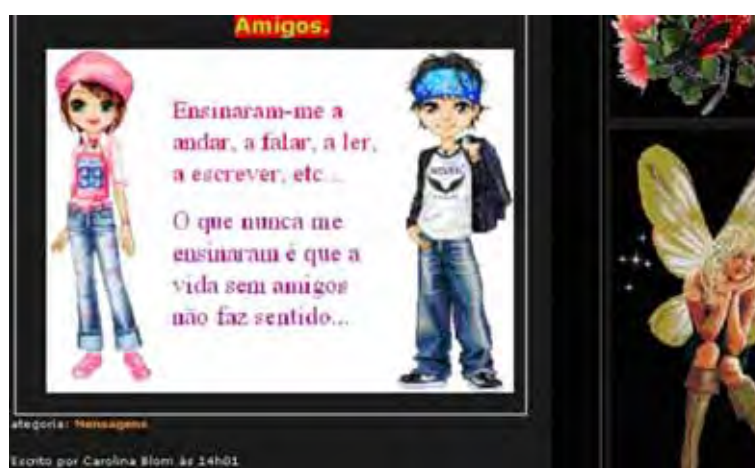 Amigos.
Ensinaram-me a
andar, a falar, a ler,
a escrever, etc...
O que nunca me
ensinaram é que a
vida sem amigos
não faz sentido...
ategoria: Mensagens
Escrito por Carolina Blom às 14h01